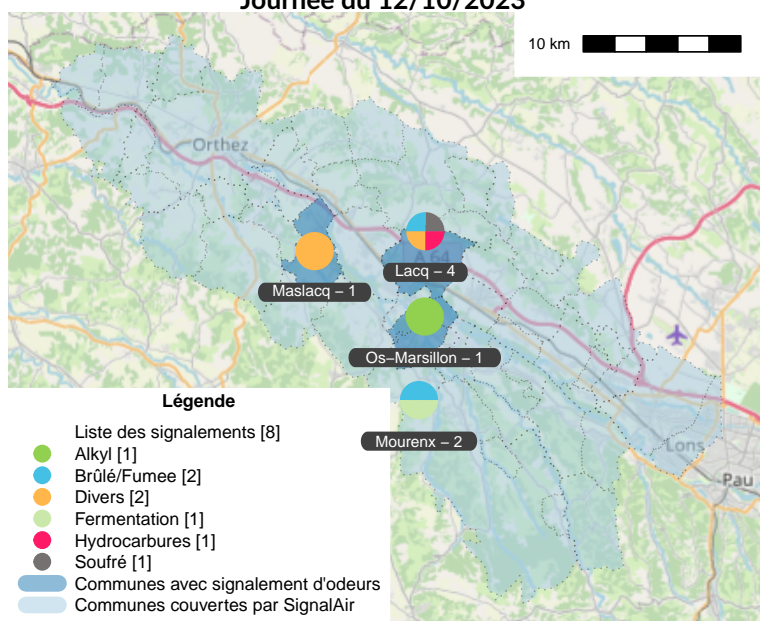 Journée du 12/10/2023
10 km
Orthez
A 64
Lacq – 4
Maslacq – 1
Os–Marsillon – 1
Mourenx – 2
Lons
Pau
Légende
Liste des signalements [8]
Alkyl [1]
Brûlé/Fumee [2]
Divers [2]
Fermentation [1]
Hydrocarbures [1]
Soufré [1]
Communes avec signalement d'odeurs
Communes couvertes par SignalAir